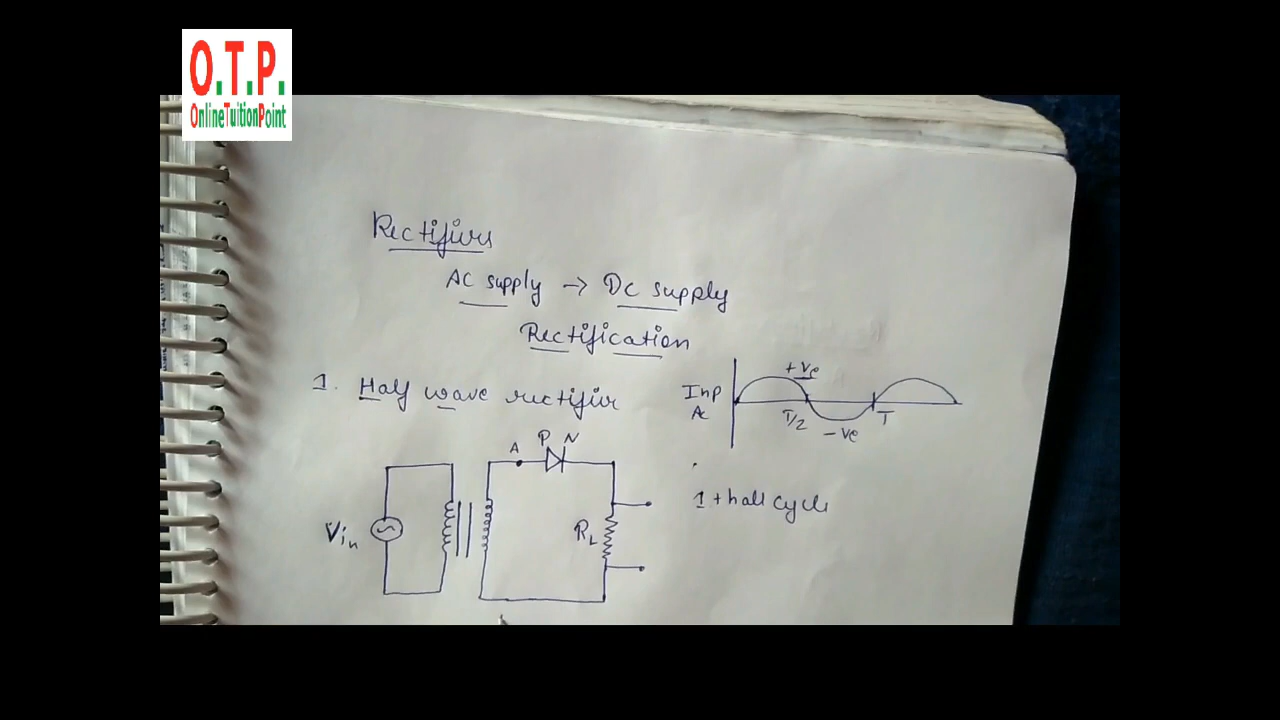 O.T.P.
OnlineTuitionPoint
Rectifiers
AC supply → DC supply
Rectification
1. Half wave rectifier
+ve
Inp
Ac
T/2
-ve
T
A
P
N
1 + half cycle
Vin
RL